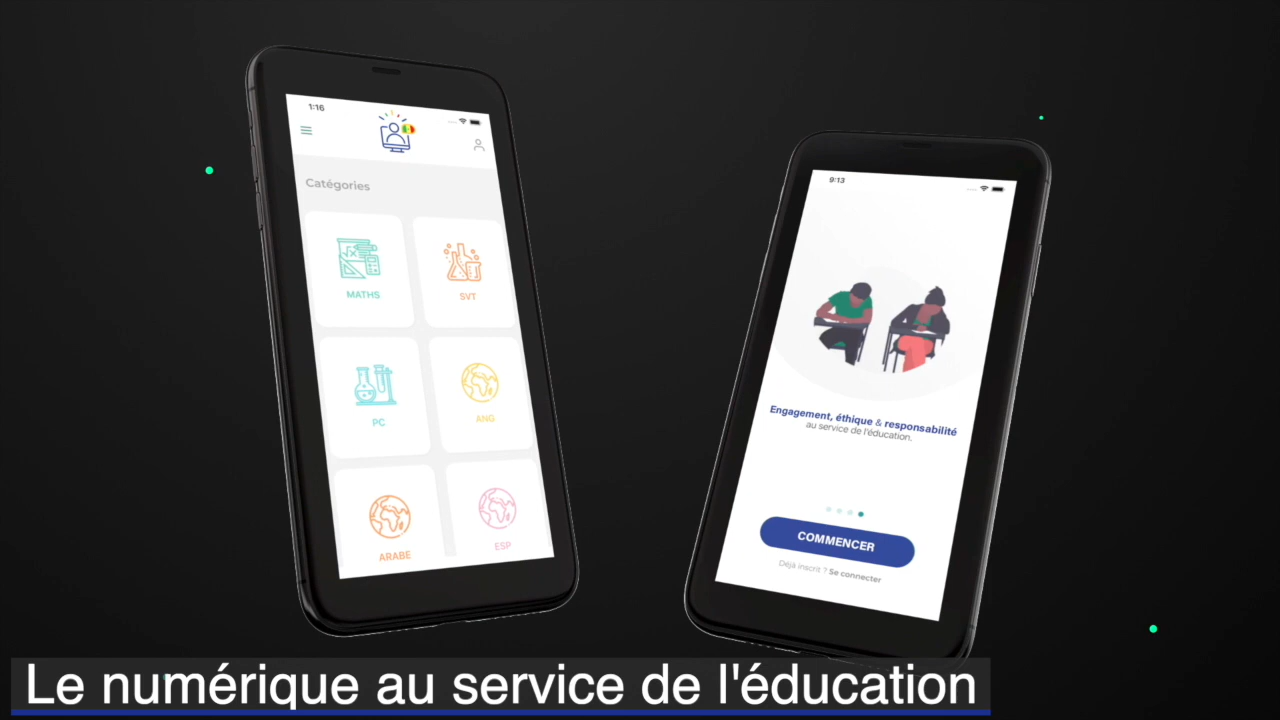 1:16
Catégories
MATHS
SVT
PC
ANG
ARABE
ESP
9:13
Engagement, éthique & responsabilité
au service de l'éducation.
COMMENCER
Déjà inscrit ? Se connecter
Le numérique au service de l'éducation